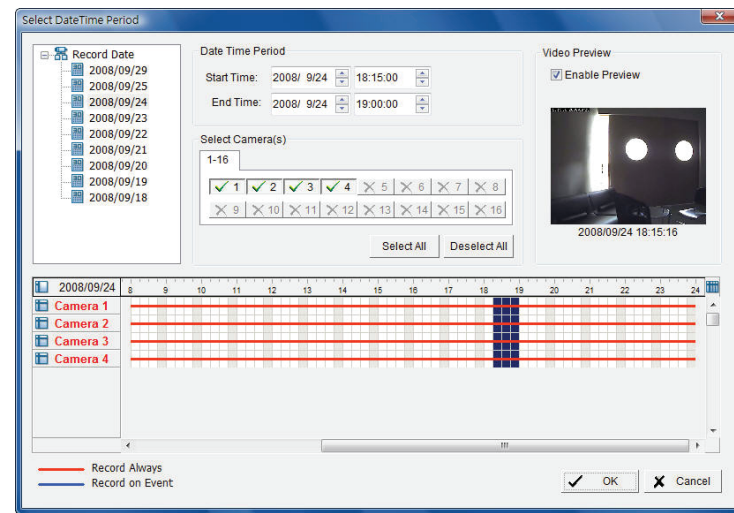 Select DateTime Period
Record Date
2008/09/29
2008/09/25
2008/09/24
2008/09/23
2008/09/22
2008/09/21
2008/09/20
2008/09/19
2008/09/18
Date Time Period
Start Time: 2008/ 9/24 18:15:00
End Time: 2008/ 9/24 19:00:00
Select Camera(s)
1-16
1 2 3 4 5 6 7 8
9 10 11 12 13 14 15 16
Select All Deselect All
Video Preview
Enable Preview
2008/09/24 18:15:16
2008/09/24 8 9 10 11 12 13 14 15 16 17 18 19 20 21 22 23 24
Camera 1
Camera 2
Camera 3
Camera 4
Record Always
Record on Event
OK Cancel